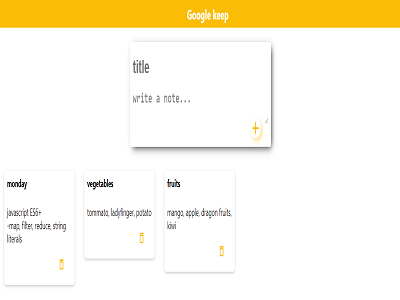 Google keep
title
write a note...
monday
javascript ES6+
-map, filter, reduce, string
literals
vegetables
tommato, ladyfinger, potato
fruits
mango, apple, dragon fruits,
kiwi